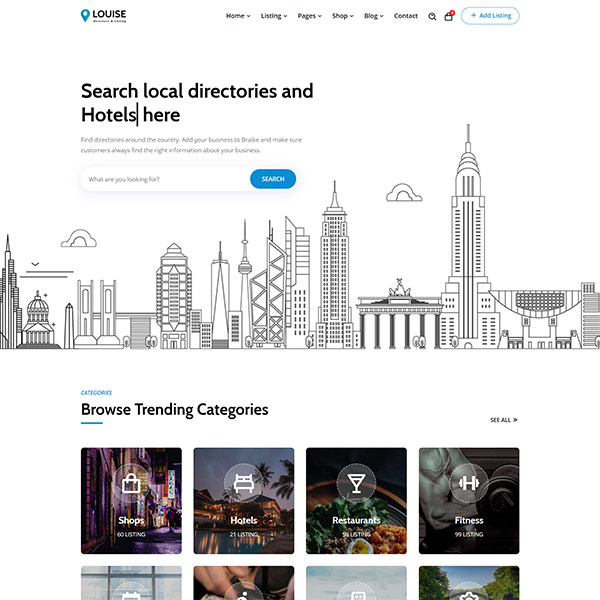 LOUISE
Directory & Listing
Home Listing Pages Shop Blog Contact
+ Add Listing
Search local directories and
Hotels here
Find directories around the country. Add your business to Braike and make sure
customers always find the right information about your business.
What are you looking for?
SEARCH
CATEGORIES
Browse Trending Categories
SEE ALL »
Shops
60 LISTING
Hotels
21 LISTING
Restaurants
58 LISTING
Fitness
99 LISTING